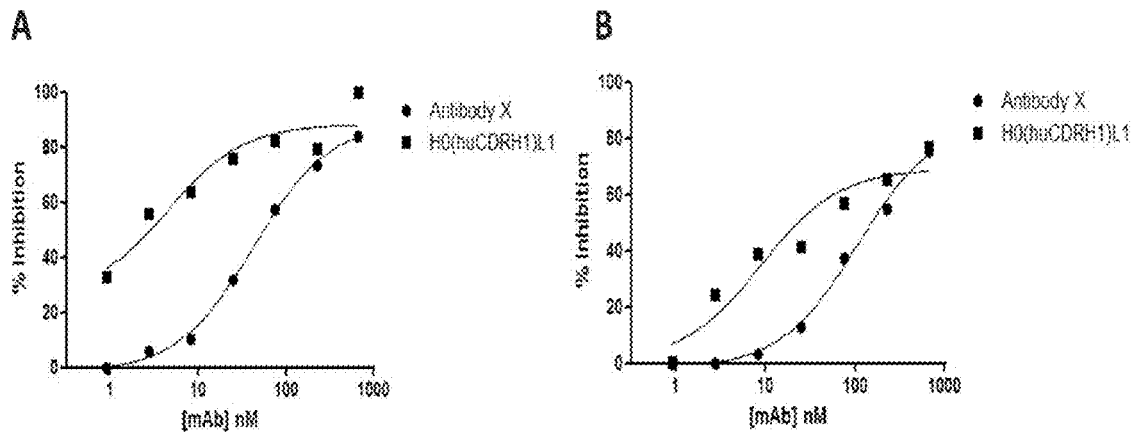 A
100
80
60
40
20
0
% Inhibition
1 10 100 1000
[mAb] nM
Antibody X
H0(huCDRH1)L1
B
100
80
60
40
20
0
% Inhibition
1 10 100 1000
[mAb] nM
Antibody X
H0(huCDRH1)L1